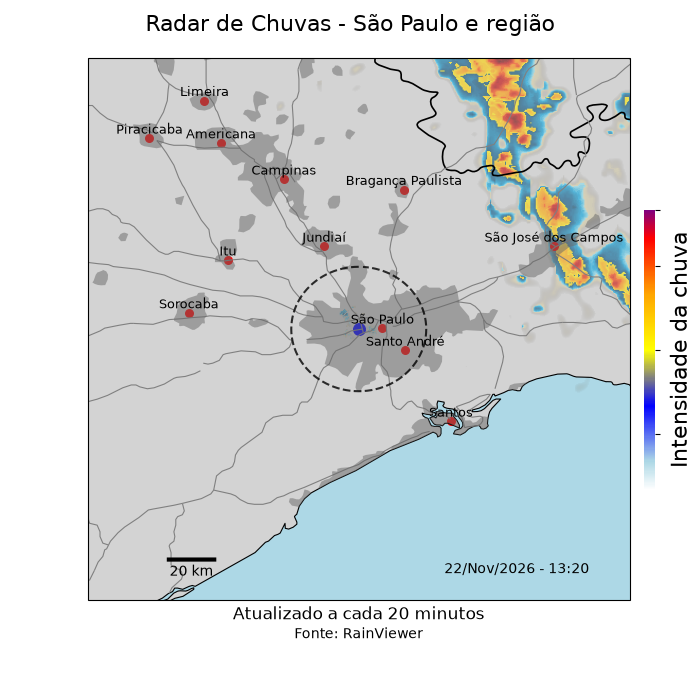 Radar de Chuvas - São Paulo e região
Limeira
Piracicaba
Americana
Campinas
Bragança Paulista
Jundiaí
São José dos Campos
Itu
Sorocaba
São Paulo
Santo André
Santos
Intensidade da chuva
20 km
22/Nov/2026 - 13:20
Atualizado a cada 20 minutos
Fonte: RainViewer